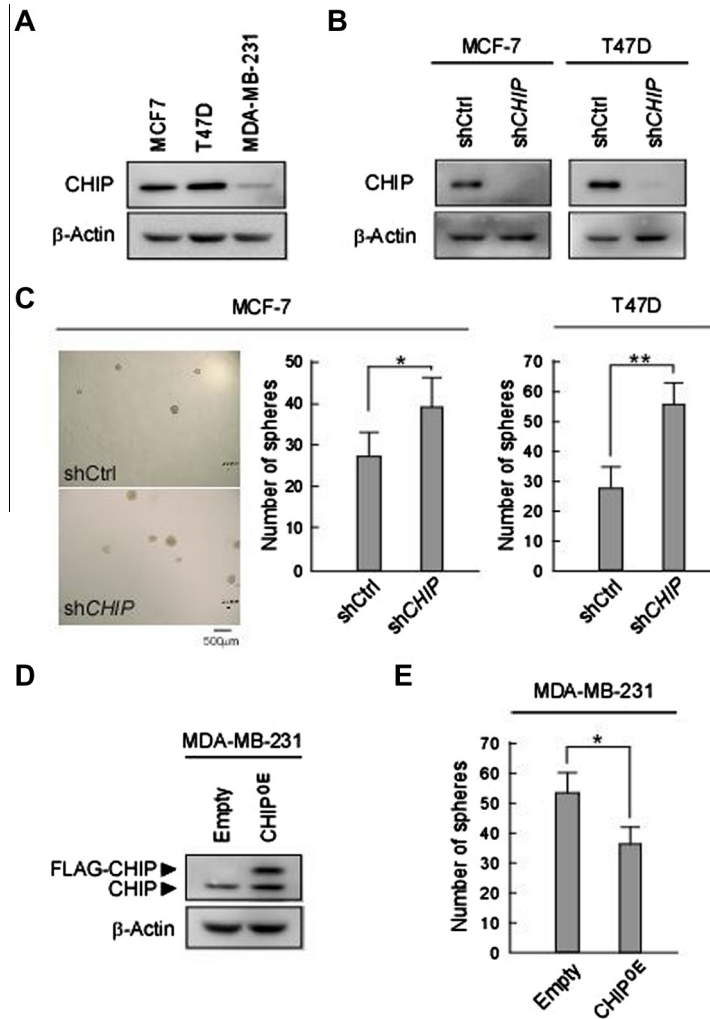 A
MCF7
T47D
MDA-MB-231
CHIP
β-Actin
B
MCF-7
T47D
shCtrl
shCHIP
shCtrl
shCHIP
CHIP
β-Actin
C
MCF-7
shCtrl
shCHIP
500µm
Number of spheres
50
40
30
20
10
0
*
shCtrl
shCHIP
T47D
Number of spheres
70
60
50
40
30
20
10
0
**
shCtrl
shCHIP
D
MDA-MB-231
Empty
CHIPOE
FLAG-CHIP
CHIP
β-Actin
E
MDA-MB-231
Number of spheres
70
60
50
40
30
20
10
0
*
Empty
CHIPOE